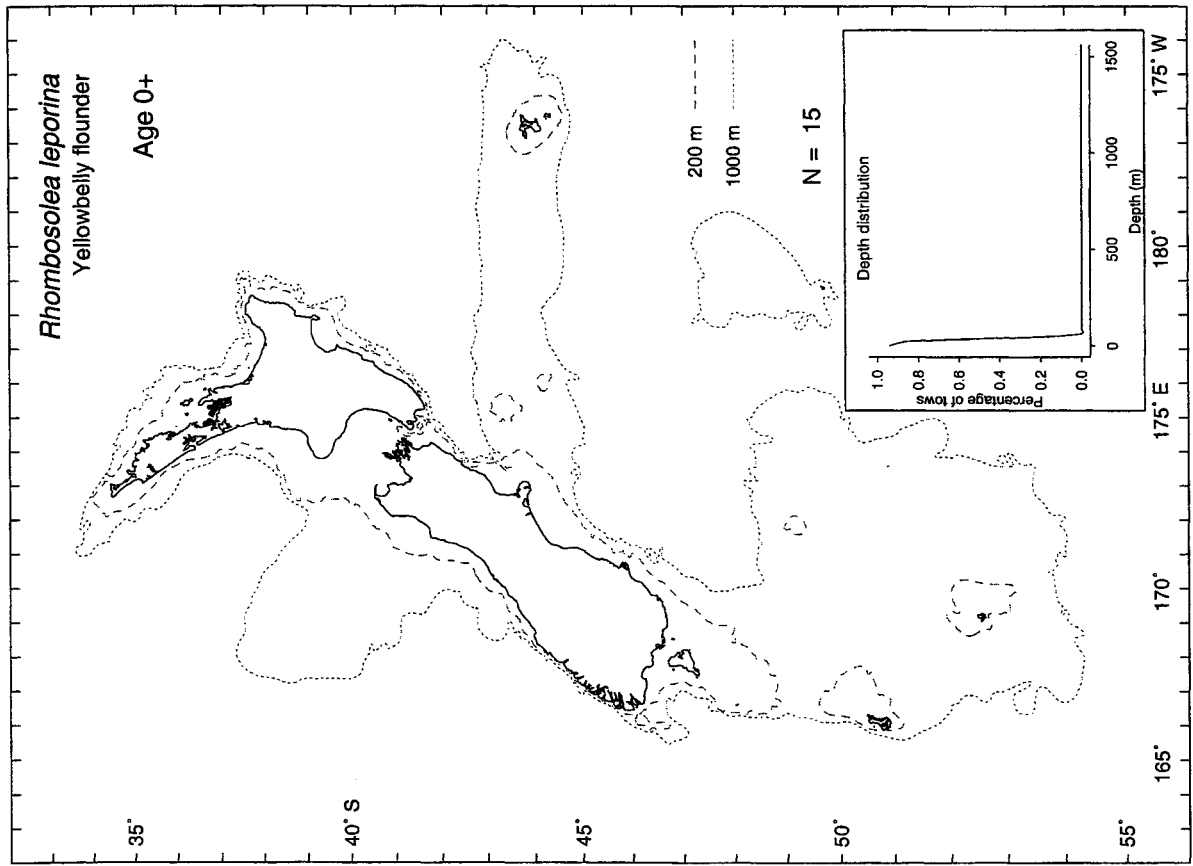 Rhombosolea leporina
Yellowbelly flounder
Age 0+
35°
40° S
45°
50°
55°
165°
170°
175° E
180°
175° W
200 m
1000 m
N = 15
Depth distribution
Percentage of tows
1.0
0.8
0.6
0.4
0.2
0.0
0
500
1000
1500
Depth (m)